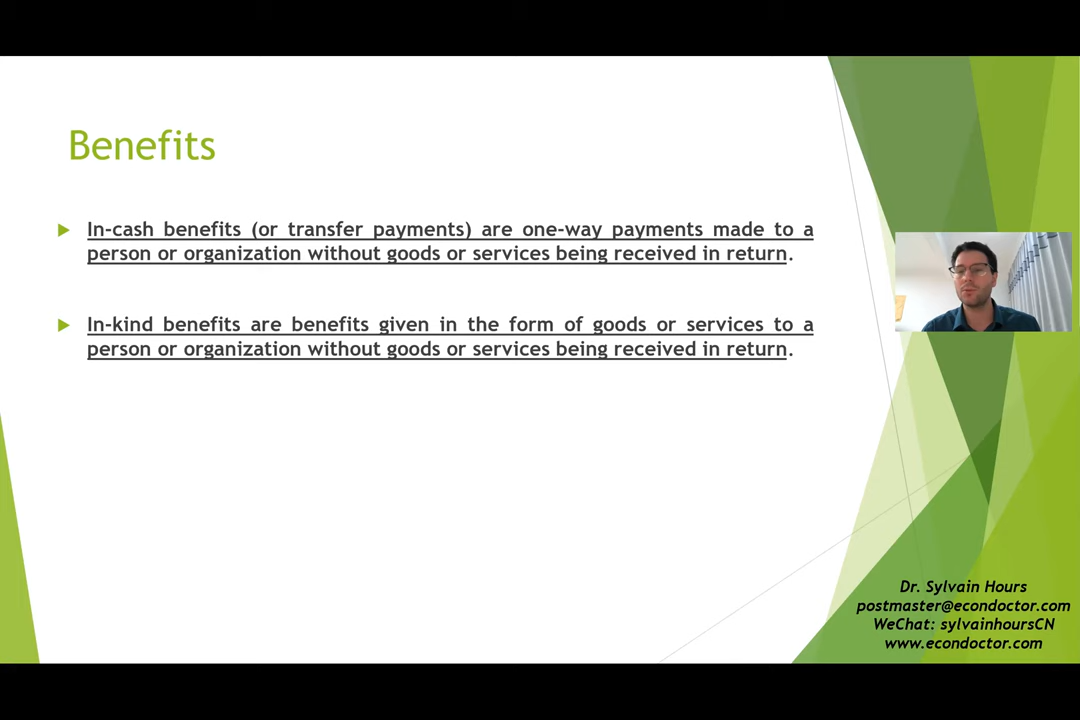 Benefits
In-cash benefits (or transfer payments) are one-way payments made to a
person or organization without goods or services being received in return.
In-kind benefits are benefits given in the form of goods or services to a
person or organization without goods or services being received in return.
Dr. Sylvain Hours
postmaster@econdoctor.com
WeChat: sylvainhoursCN
www.econdoctor.com